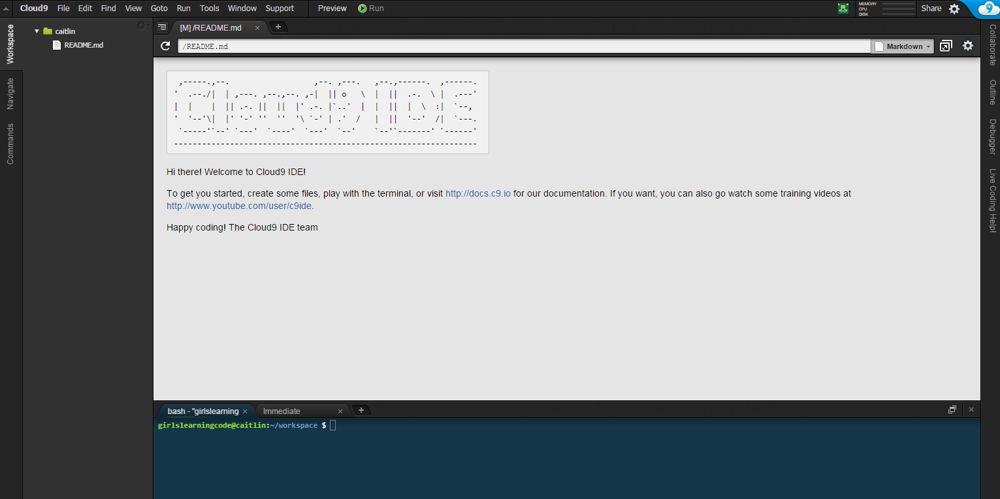 Cloud9 File Edit Find View Goto Run Tools Window Support Preview Run MEMORY CPU DISK Share 9
Workspace
Navigate
Commands
caitlin
README.md
[M] /README.md × +
/README.md Markdown
 ,-----.,--.                  ,--. ,---.   ,--.,------.  ,------.
'  .--./|  | ,---. ,--.,--. ,-|  || o   \  |  ||  .-.  \ |  .---'
|  |    |  || .-. ||  ||  |' .-. |`..'  |  |  ||  |  \  :|  `--,
'  '--'\|  |' '-' ''  ''  '\ `-' | .'  /   |  ||  '--'  /|  `---.
 `-----'`--' `---'  `----'  `---'  `--'    `--'`-------' `------'
-----------------------------------------------------------------
Hi there! Welcome to Cloud9 IDE!
To get you started, create some files, play with the terminal, or visit http://docs.c9.io for our documentation. If you want, you can also go watch some training videos at
http://www.youtube.com/user/c9ide.
Happy coding! The Cloud9 IDE team
bash - "girlslearning × Immediate × +
girlslearningcode@caitlin:~/workspace $
Collaborate
Outline
Debugger
Live Coding Help!